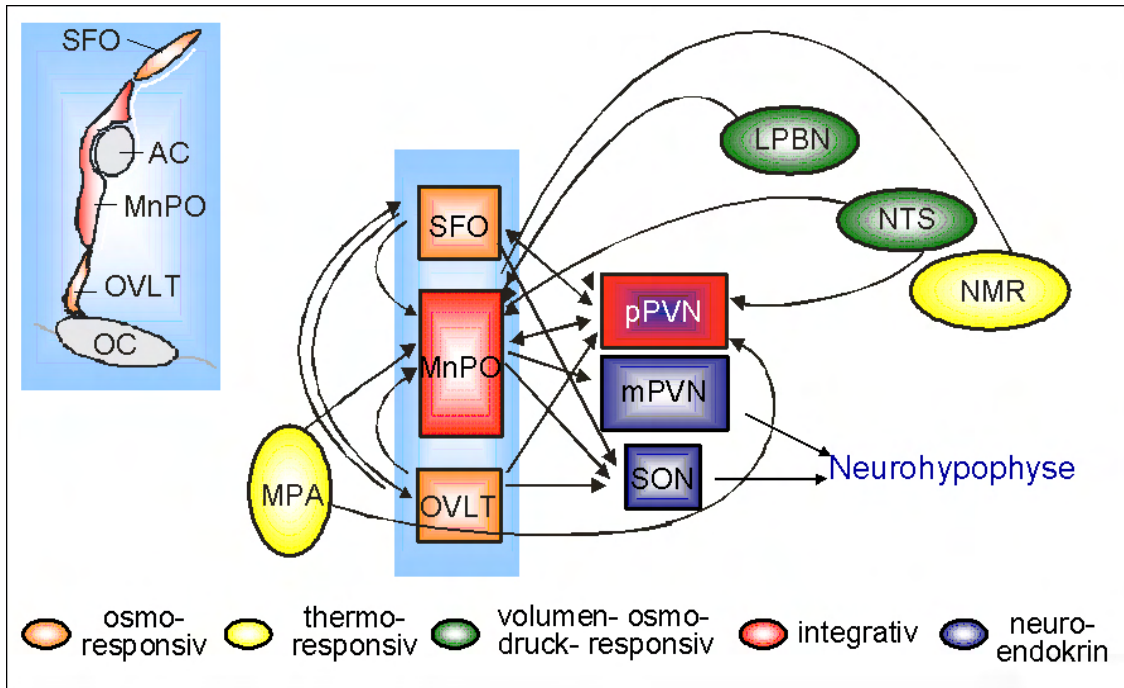 SFO
AC
MnPO
OVLT
OC
LPBN
NTS
NMR
SFO
pPVN
MnPO
mPVN
MPA
OVLT
SON
Neurohypophyse
osmo-
responsiv
thermo-
responsiv
volumen- osmo-
druck- responsiv
integrativ
neuro-
endokrin